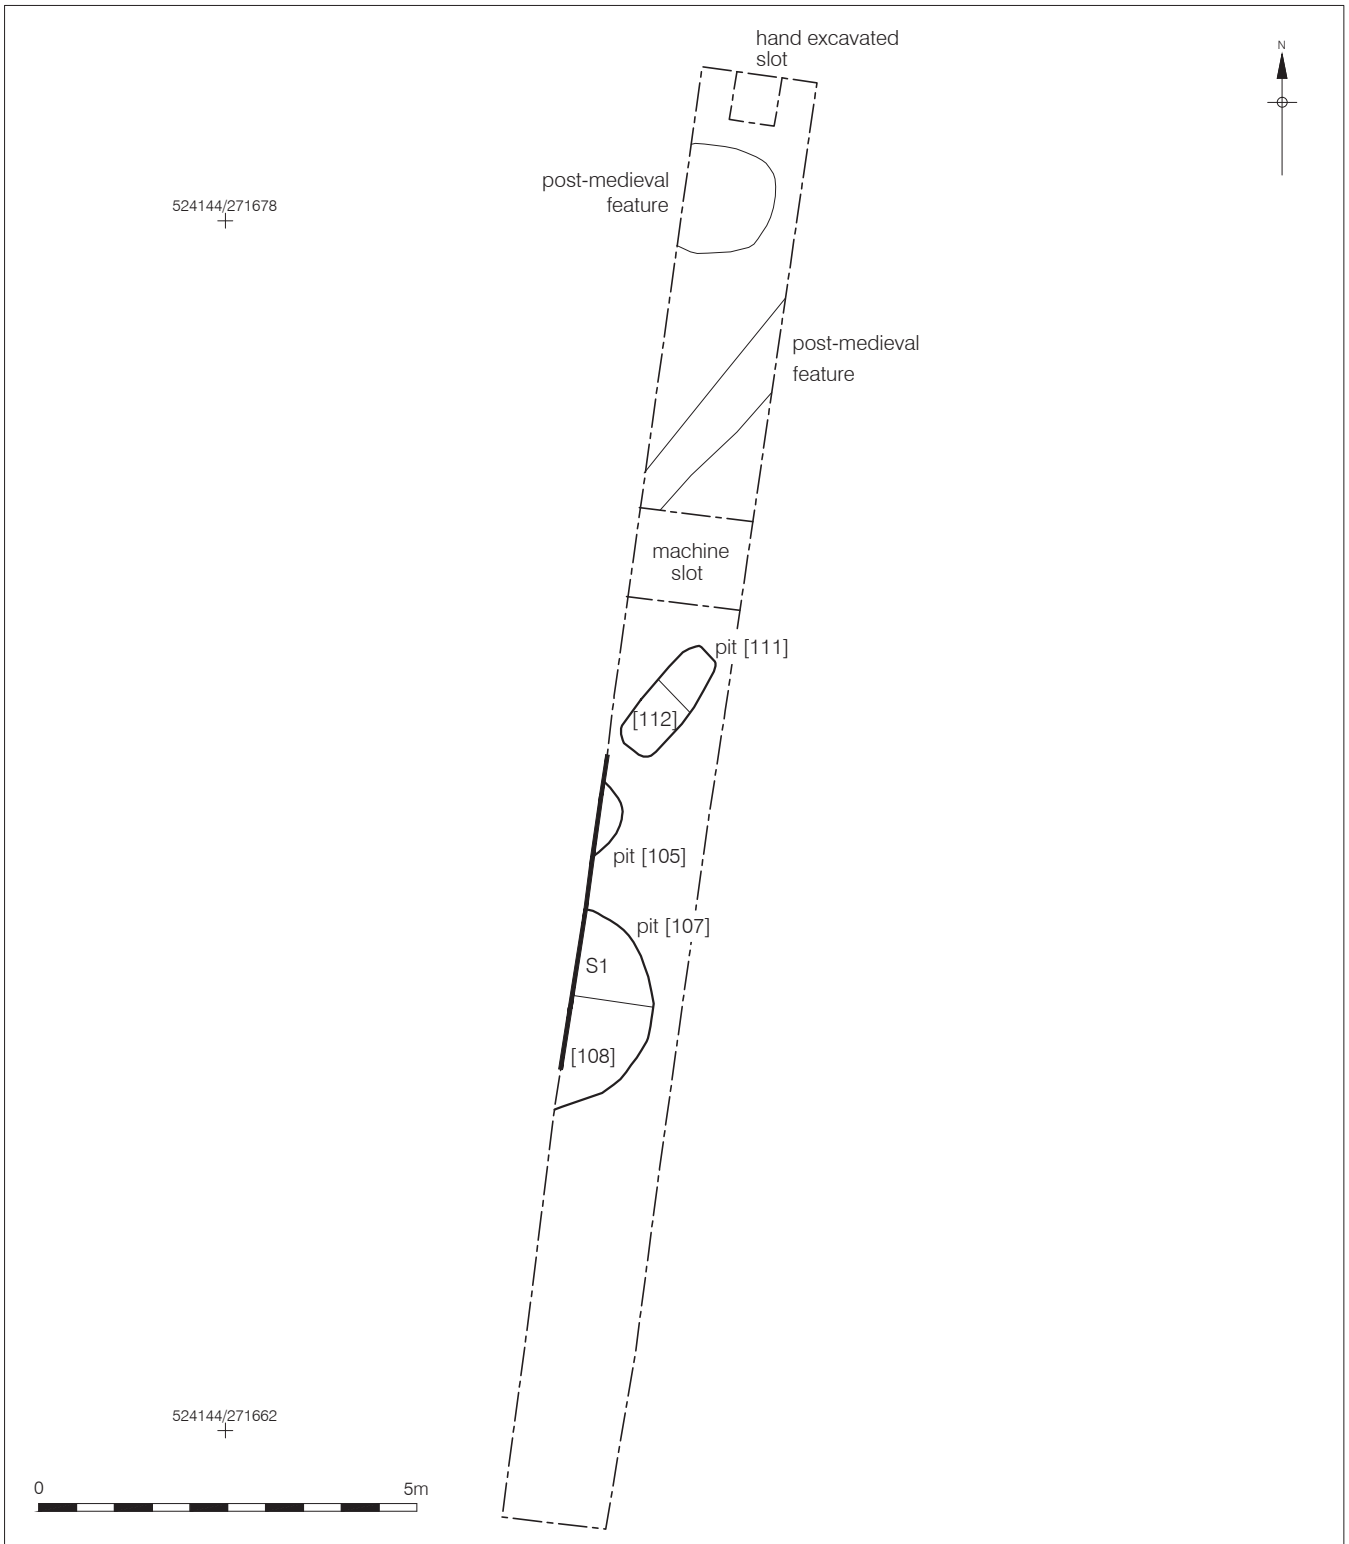 hand excavated
slot
N
post-medieval
feature
524144/271678
post-medieval
feature
machine
slot
pit [111]
[112]
pit [105]
pit [107]
S1
[108]
524144/271662
0 5m